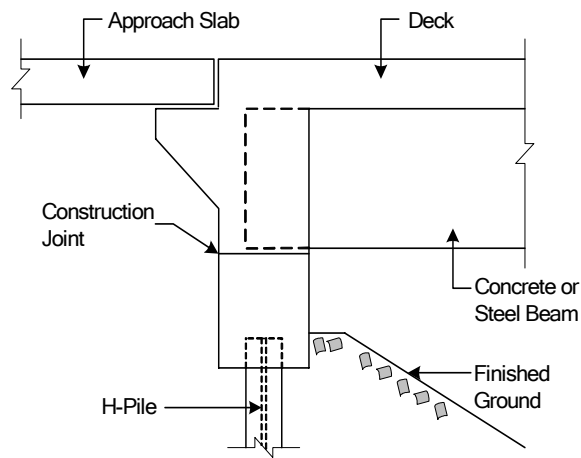 Approach Slab
Deck
Construction
Joint
Concrete or
Steel Beam
H-Pile
Finished
Ground